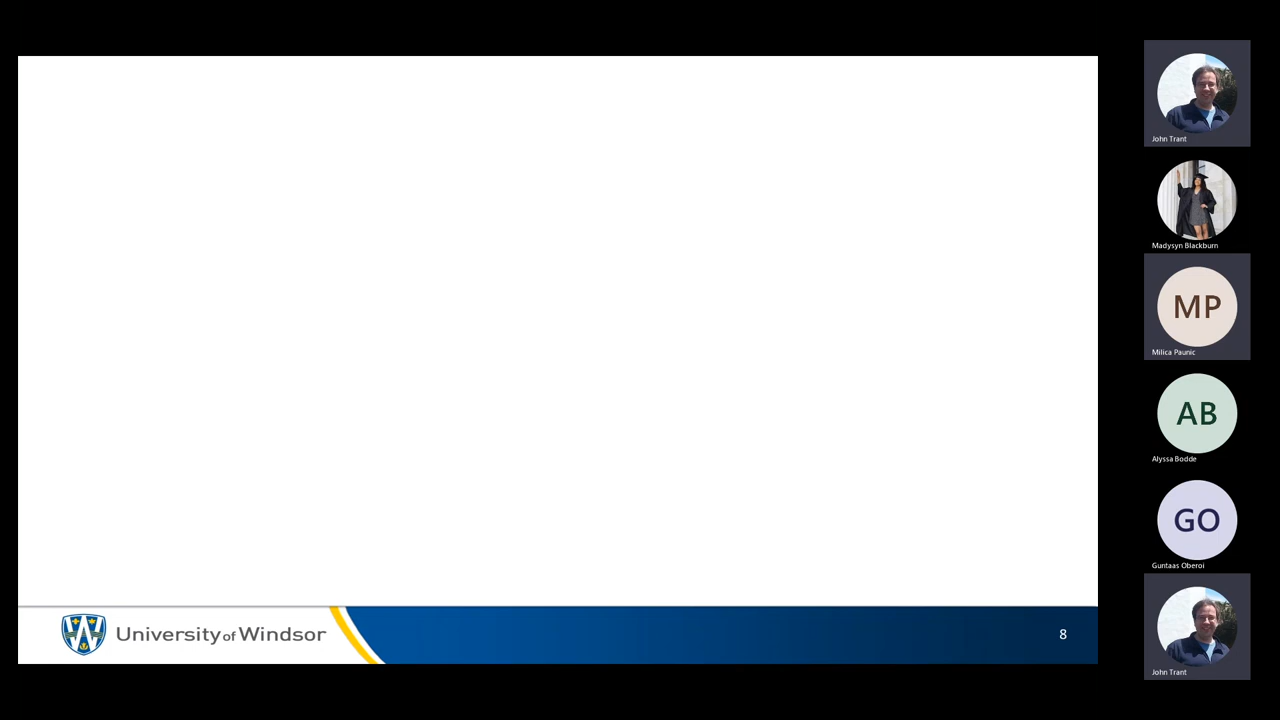 John Trant
Madysyn Blackburn
MP
Milica Paunic
AB
Alyssa Bodde
GO
Guntaas Oberoi
John Trant
University of Windsor
8